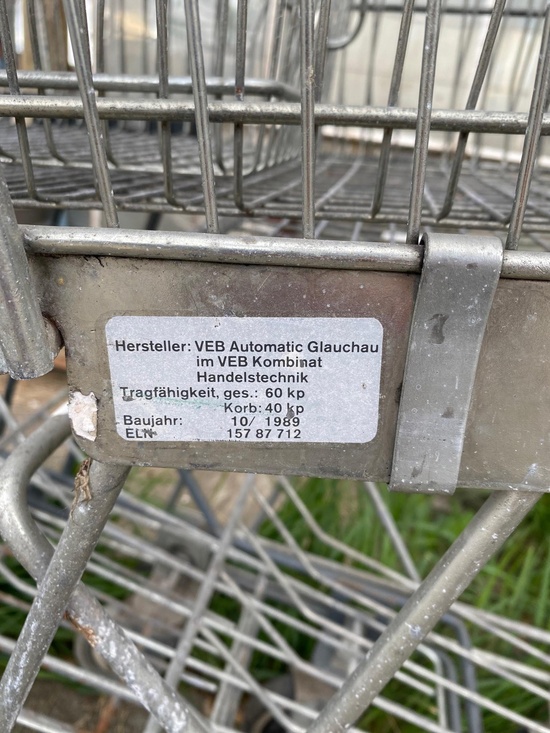 Hersteller: VEB Automatic Glauchau
im VEB Kombinat
Handelstechnik
Tragfähigkeit, ges.: 60 kp
Korb: 40 kp
Baujahr: 10/ 1989
ELN 157 87 712